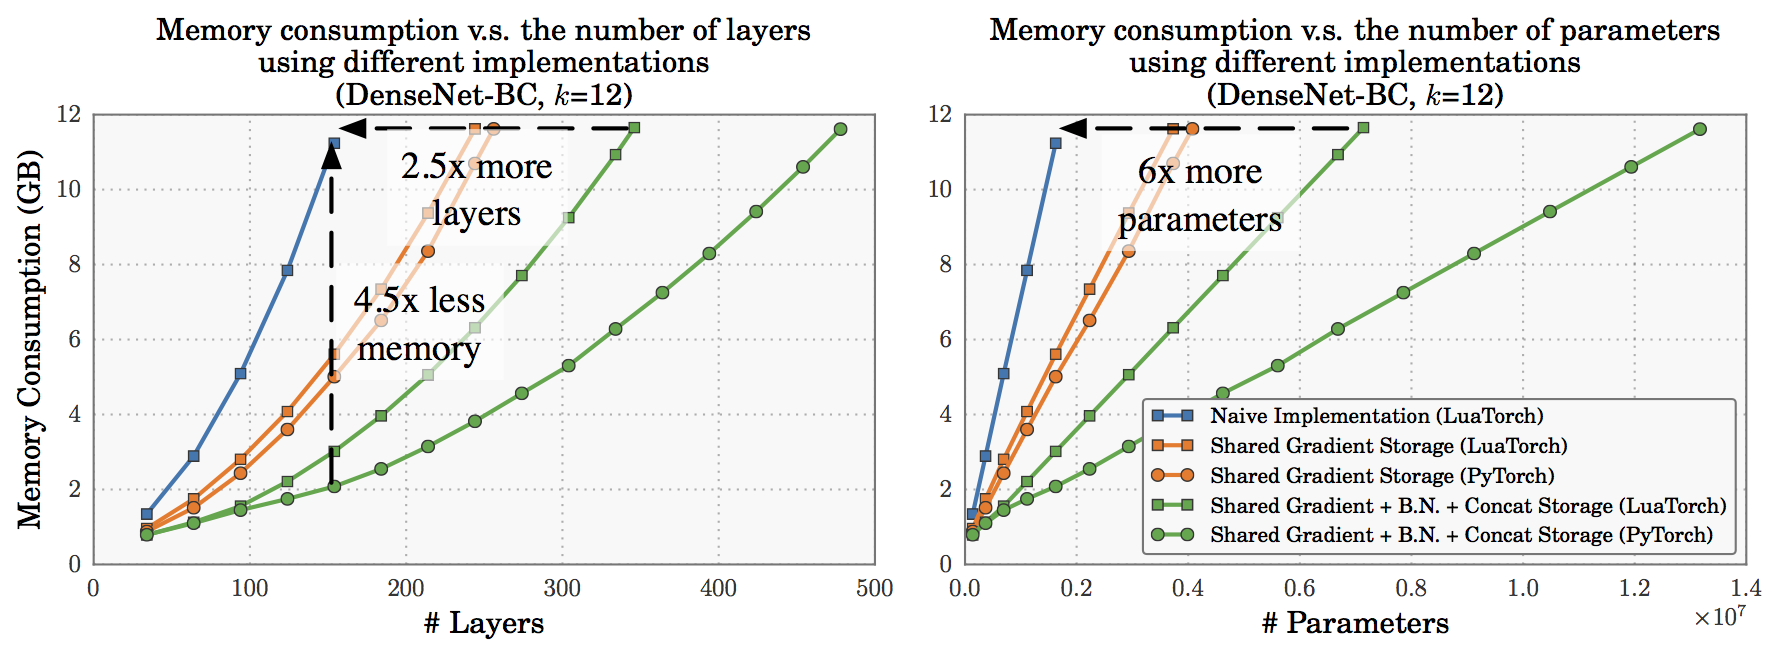 Memory consumption v.s. the number of layers
using different implementations
(DenseNet-BC, k=12)
Memory Consumption (GB)
12
10
8
6
4
2
0
2.5x more
layers
4.5x less
memory
0 100 200 300 400 500
# Layers
Memory consumption v.s. the number of parameters
using different implementations
(DenseNet-BC, k=12)
12
10
8
6
4
2
0
6x more
parameters
Naive Implementation (LuaTorch)
Shared Gradient Storage (LuaTorch)
Shared Gradient Storage (PyTorch)
Shared Gradient + B.N. + Concat Storage (LuaTorch)
Shared Gradient + B.N. + Concat Storage (PyTorch)
0.0 0.2 0.4 0.6 0.8 1.0 1.2 1.4
×10⁷
# Parameters